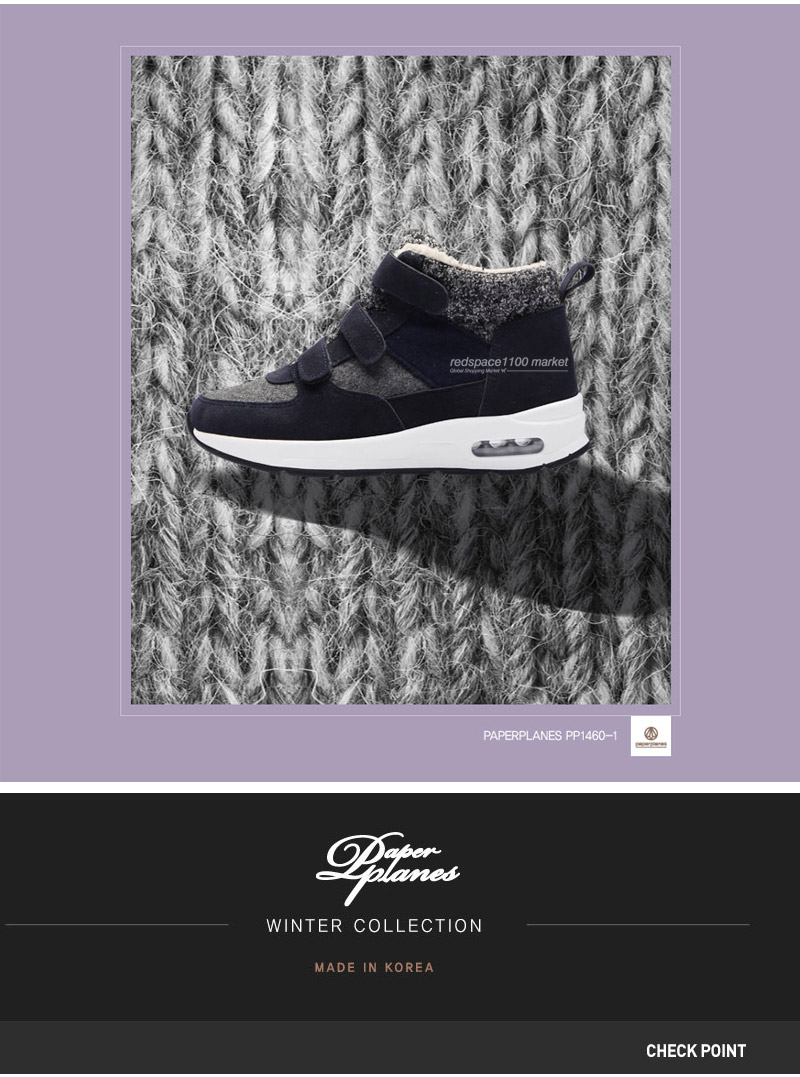 redspace1100 market
Global Shopping Market
PAPERPLANES PP1460-1
paperplanes
Paper
planes
WINTER COLLECTION
MADE IN KOREA
CHECK POINT